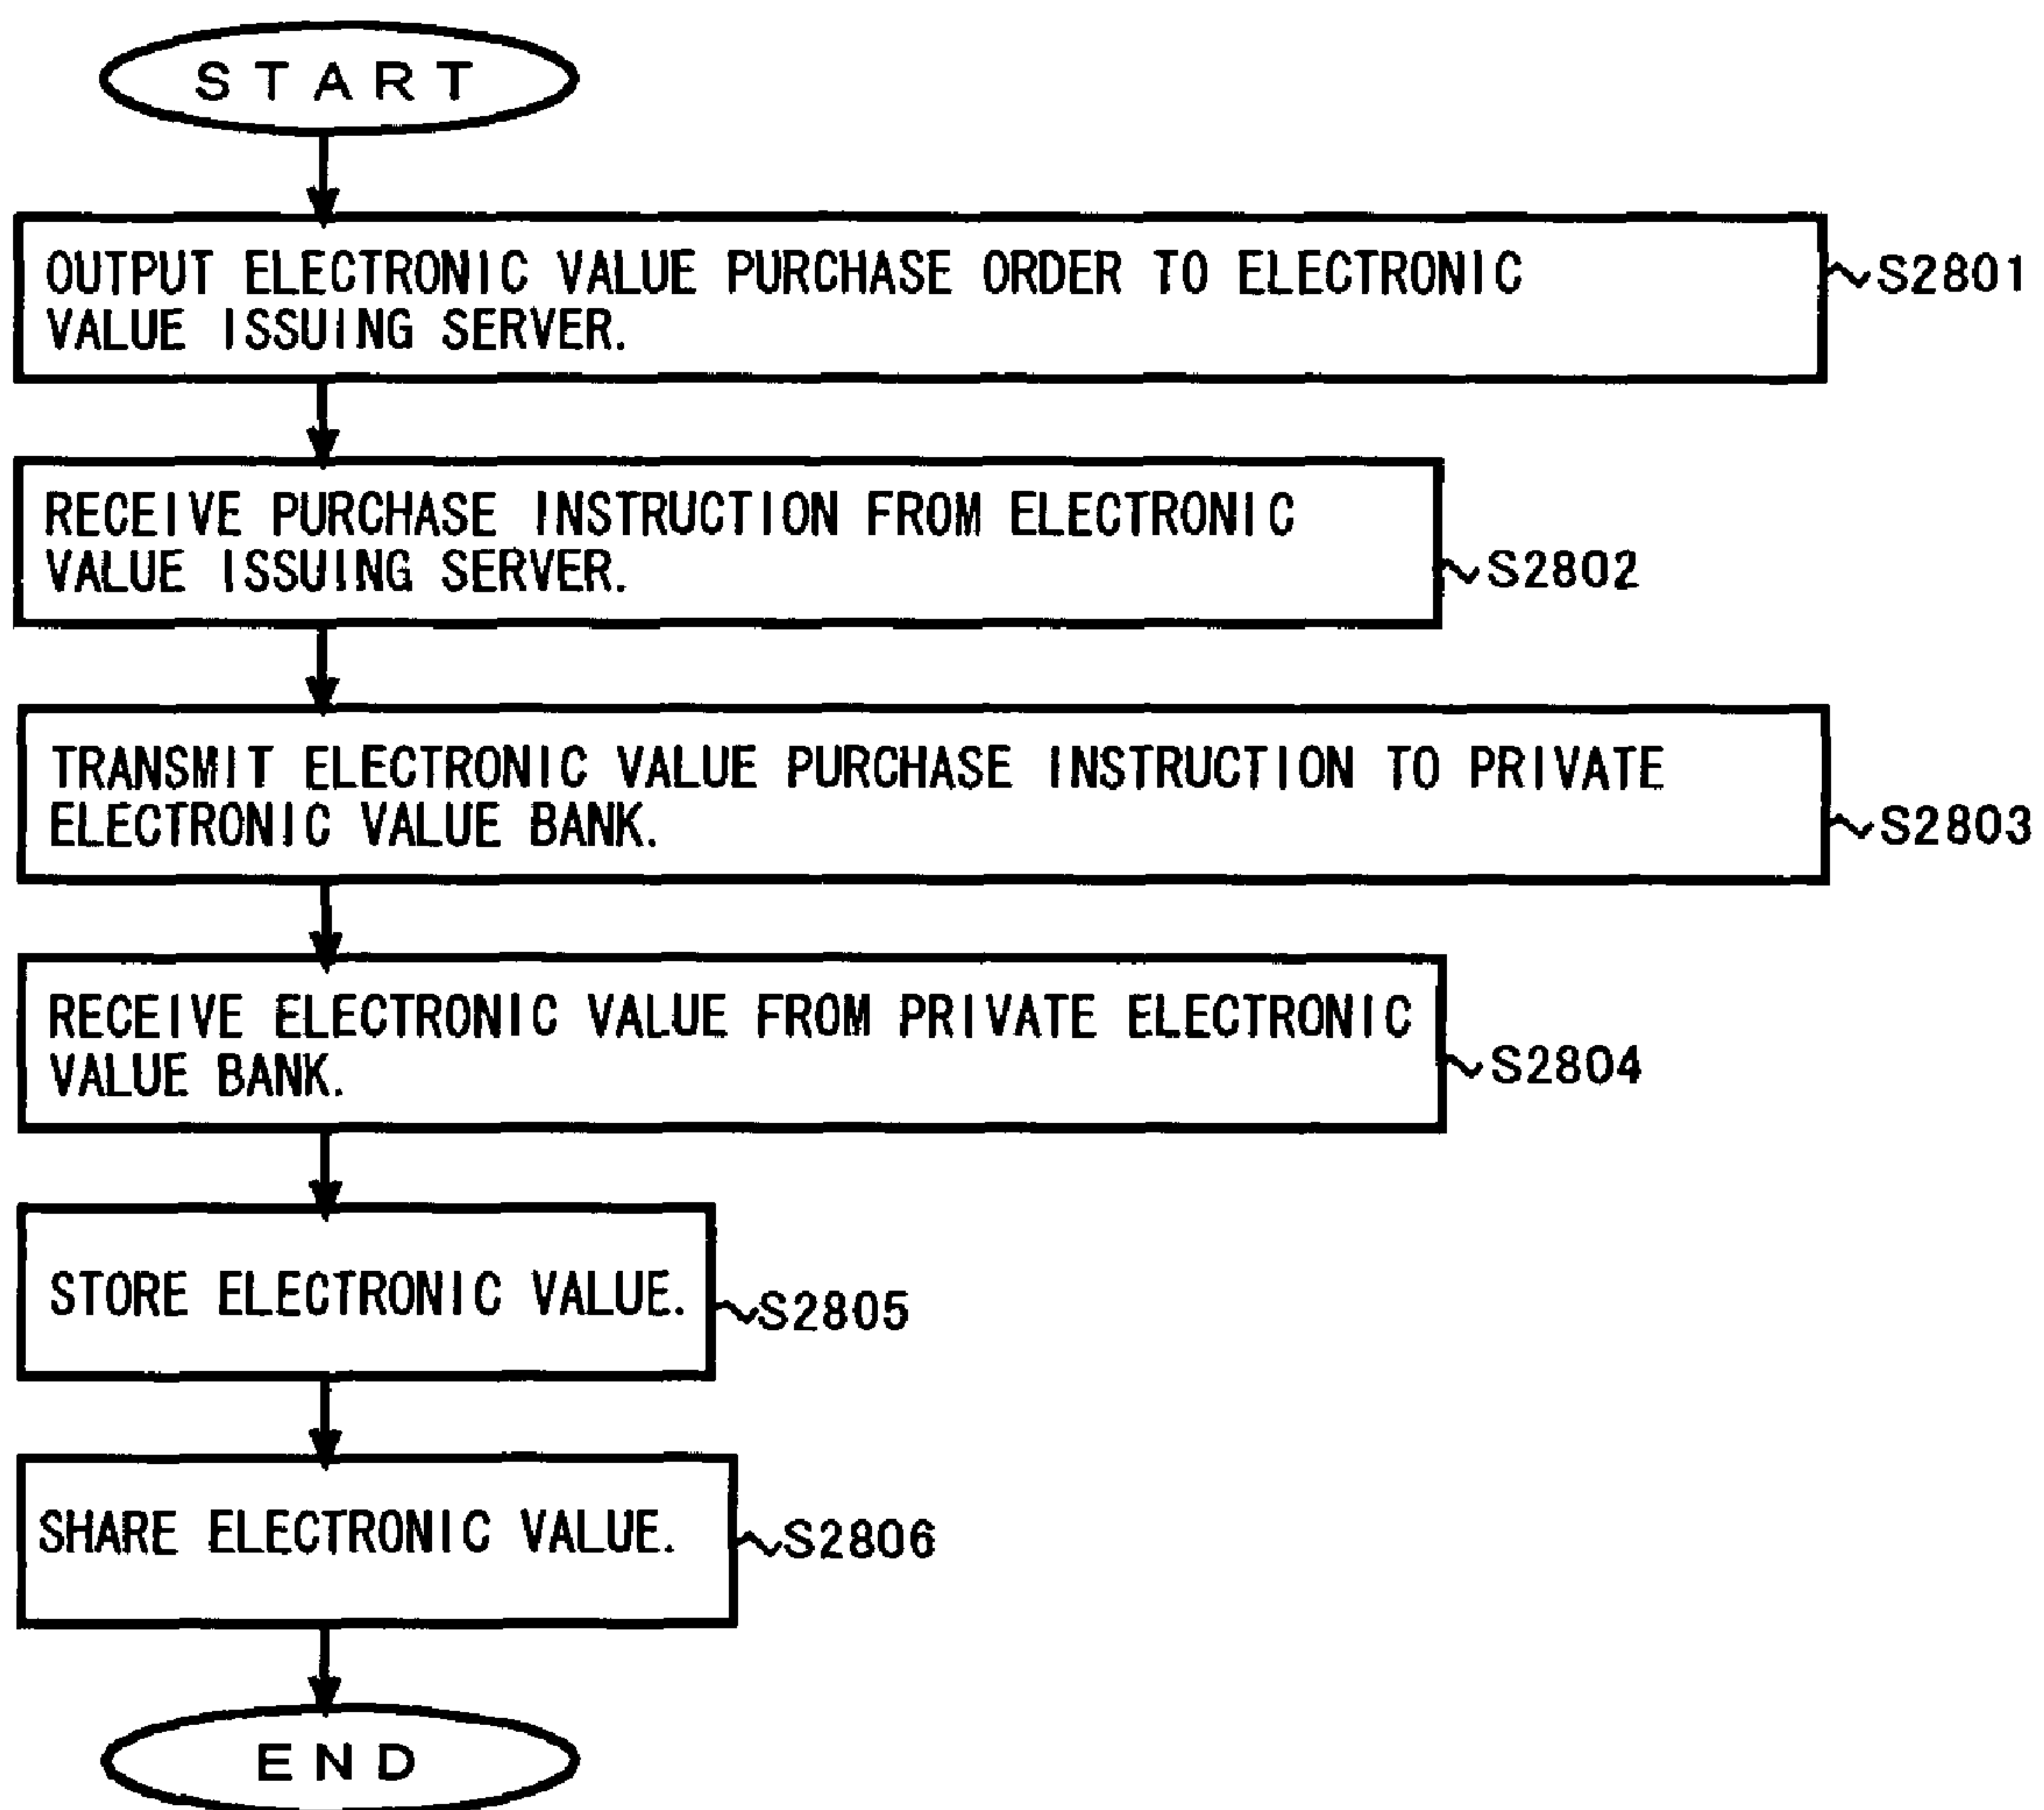 START
OUTPUT ELECTRONIC VALUE PURCHASE ORDER TO ELECTRONIC
VALUE ISSUING SERVER.
S2801
RECEIVE PURCHASE INSTRUCTION FROM ELECTRONIC
VALUE ISSUING SERVER.
S2802
TRANSMIT ELECTRONIC VALUE PURCHASE INSTRUCTION TO PRIVATE
ELECTRONIC VALUE BANK.
S2803
RECEIVE ELECTRONIC VALUE FROM PRIVATE ELECTRONIC
VALUE BANK.
S2804
STORE ELECTRONIC VALUE.
S2805
SHARE ELECTRONIC VALUE.
S2806
END